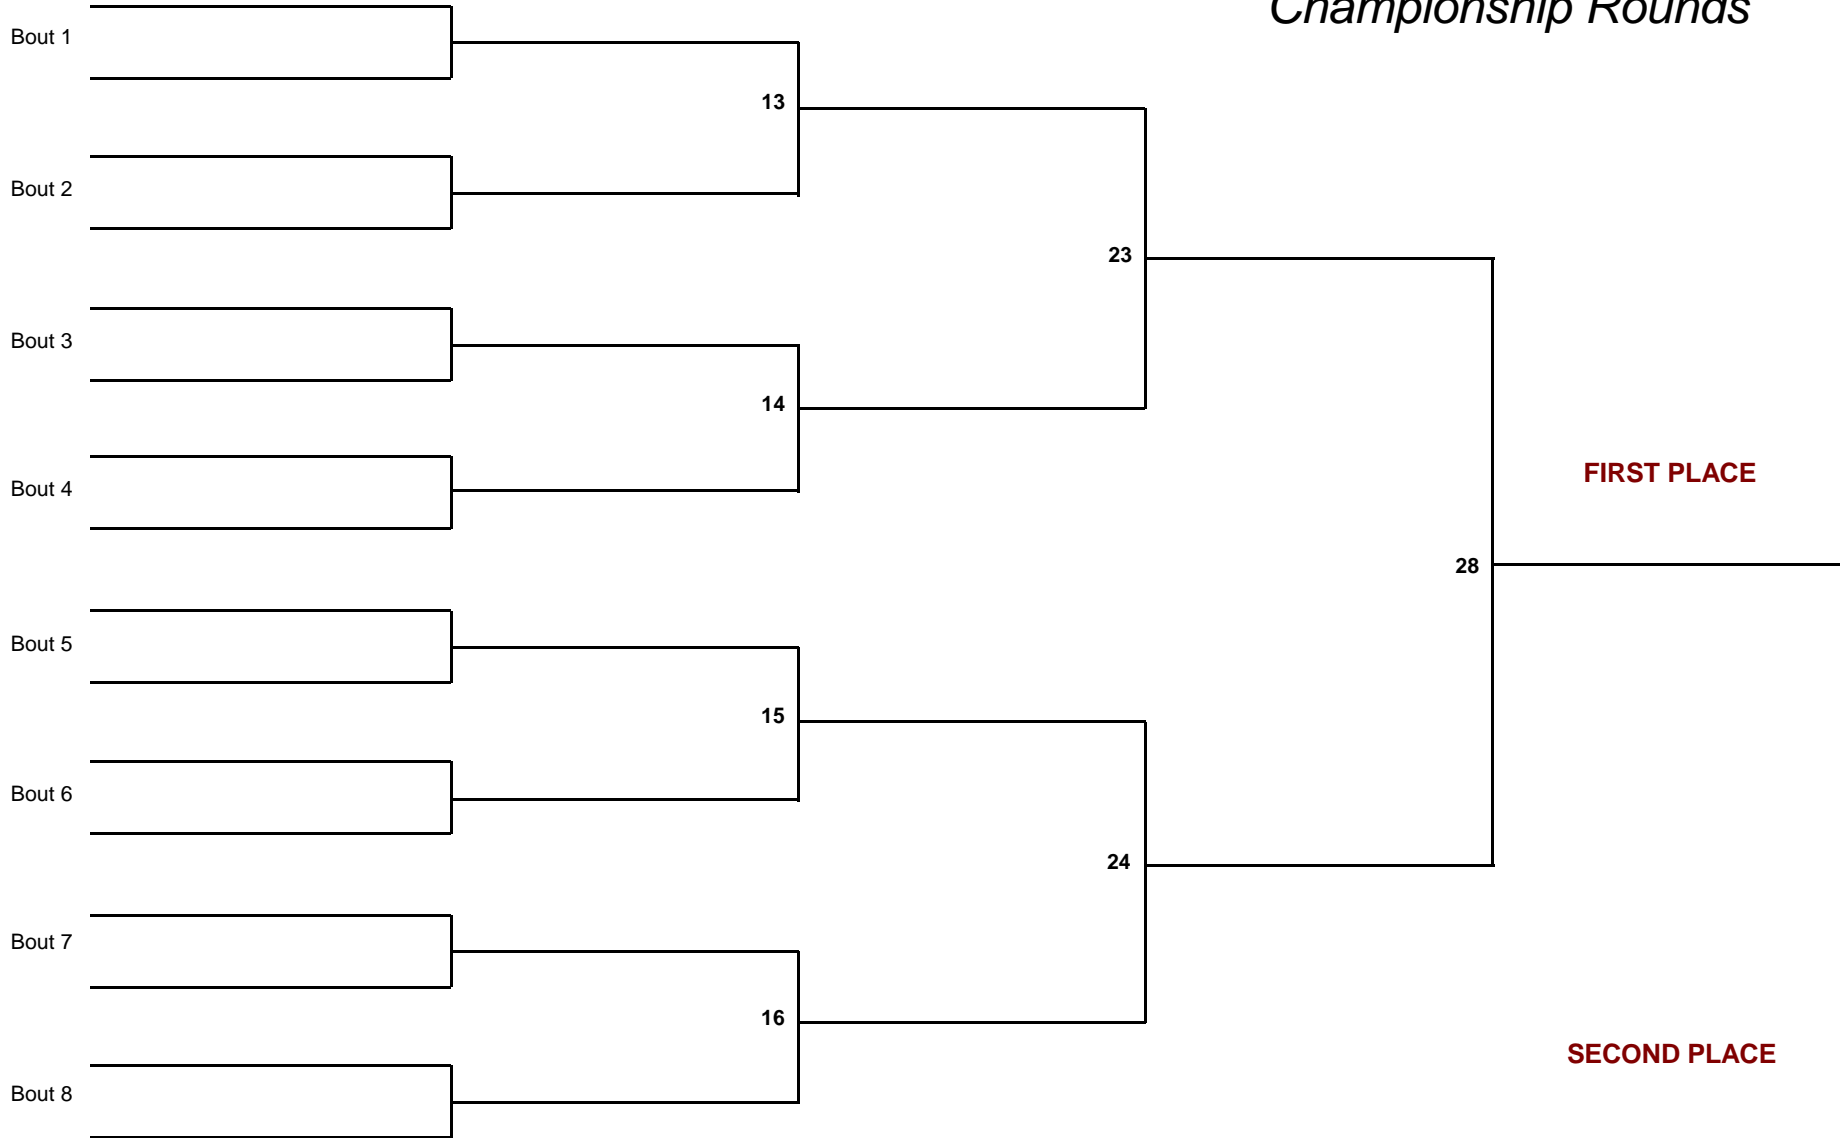 Championship Rounds
Bout 1
13
Bout 2
23
Bout 3
14
FIRST PLACE
Bout 4
28
Bout 5
15
Bout 6
24
Bout 7
16
SECOND PLACE
Bout 8